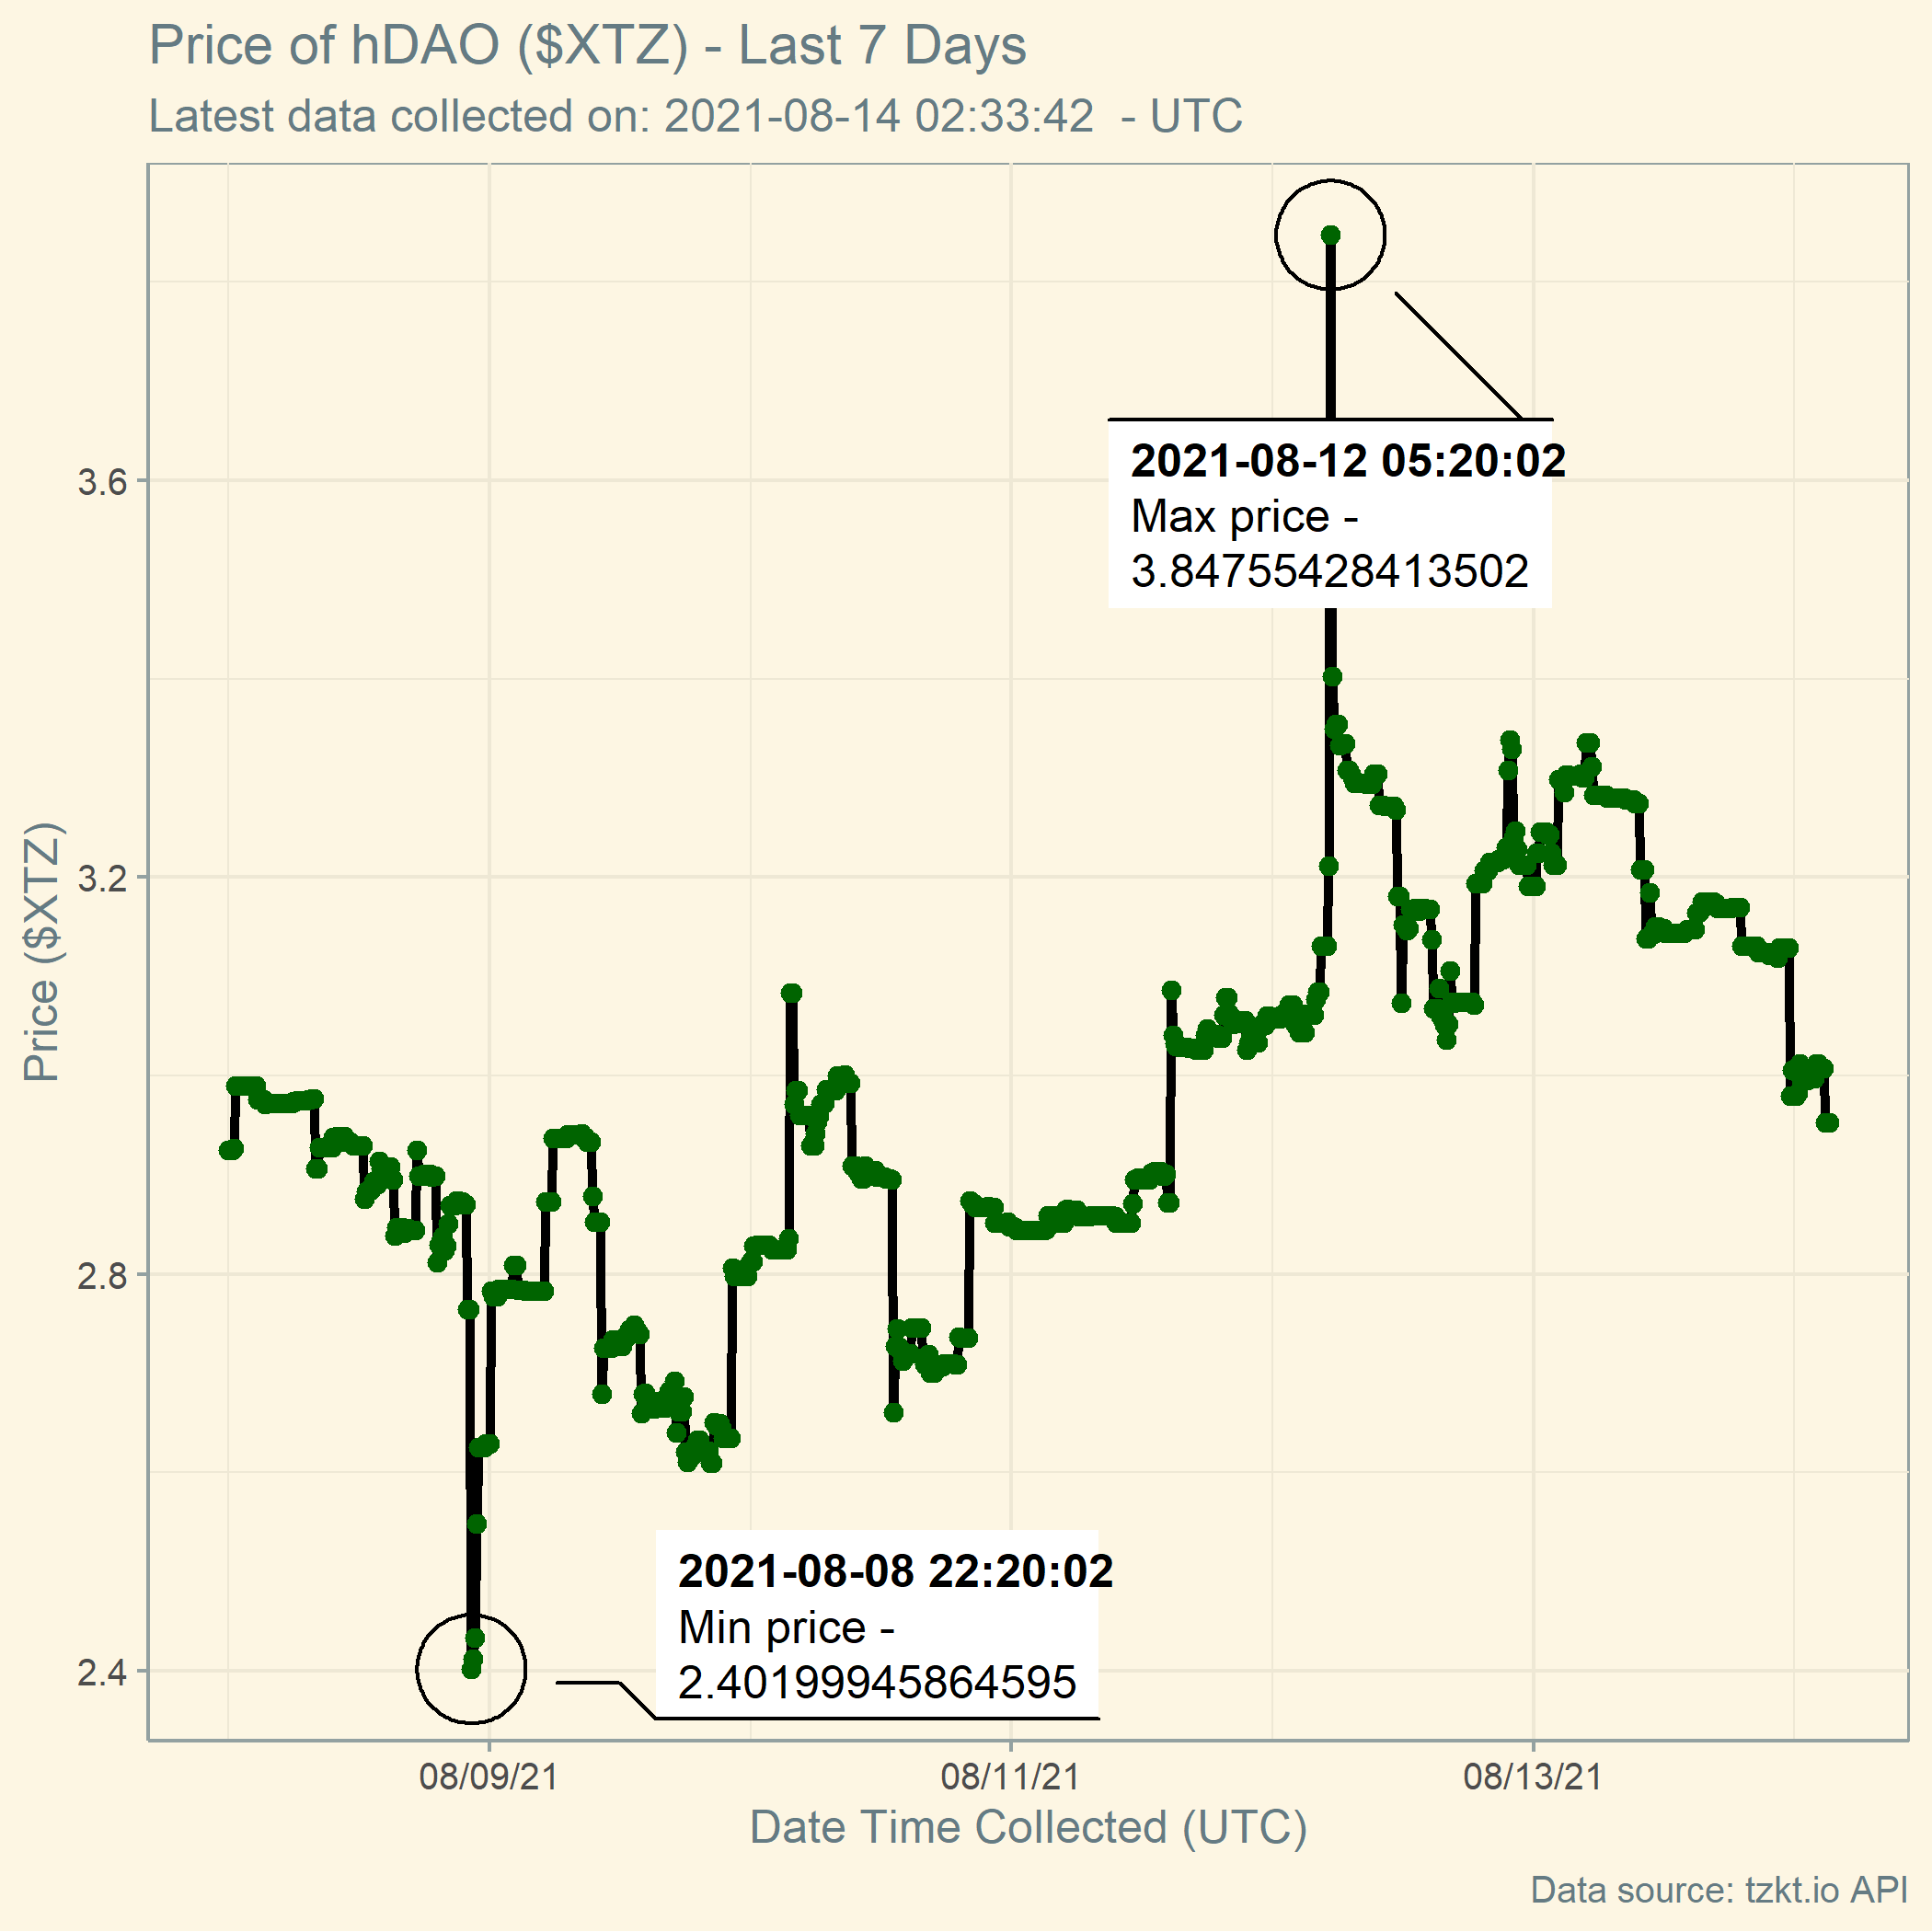 Price of hDAO ($XTZ) - Last 7 Days
Latest data collected on: 2021-08-14 02:33:42  - UTC
2021-08-12 05:20:02
Max price -
3.84755428413502
3.6
3.2
2.8
2.4
Price ($XTZ)
2021-08-08 22:20:02
Min price -
2.40199945864595
08/09/21
08/11/21
08/13/21
Date Time Collected (UTC)
Data source: tzkt.io API